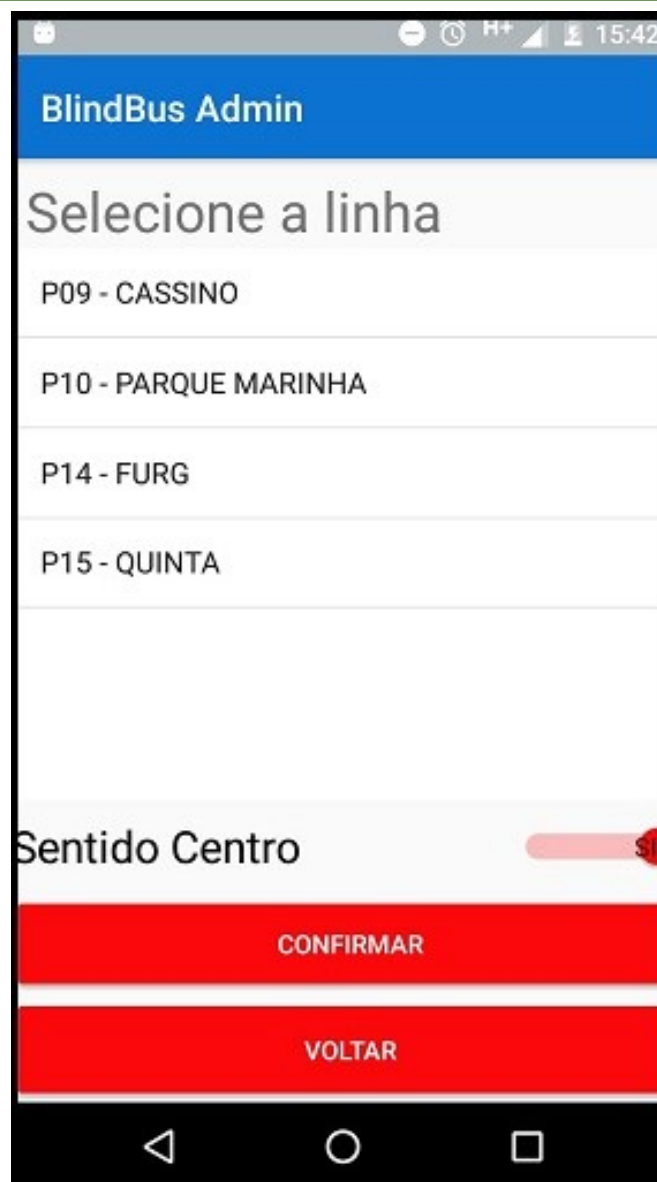 H+ 15:42
BlindBus Admin
Selecione a linha
P09 - CASSINO
P10 - PARQUE MARINHA
P14 - FURG
P15 - QUINTA
Sentido Centro
CONFIRMAR
VOLTAR